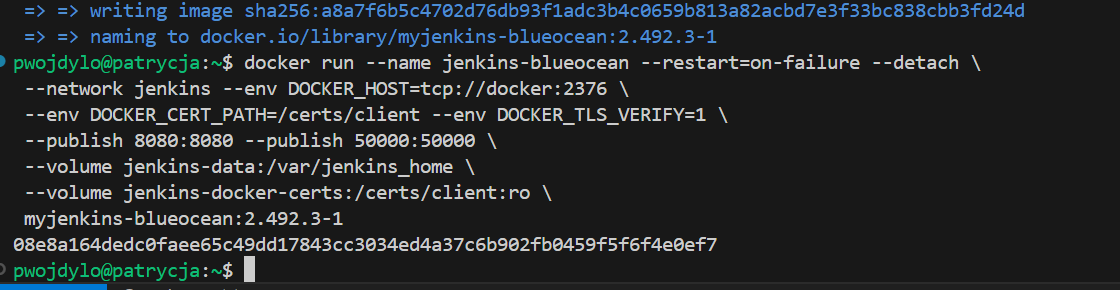 => => writing image sha256:a8a7f6b5c4702d76db93f1adc3b4c0659b813a82acbd7e3f33bc838cbb3fd24d
=> => naming to docker.io/library/myjenkins-blueocean:2.492.3-1
pwojdylo@patrycja:~$ docker run --name jenkins-blueocean --restart=on-failure --detach \
--network jenkins --env DOCKER_HOST=tcp://docker:2376 \
--env DOCKER_CERT_PATH=/certs/client --env DOCKER_TLS_VERIFY=1 \
--publish 8080:8080 --publish 50000:50000 \
--volume jenkins-data:/var/jenkins_home \
--volume jenkins-docker-certs:/certs/client:ro \
myjenkins-blueocean:2.492.3-1
08e8a164dedc0faee65c49dd17843cc3034ed4a37c6b902fb0459f5f6f4e0ef7
pwojdylo@patrycja:~$